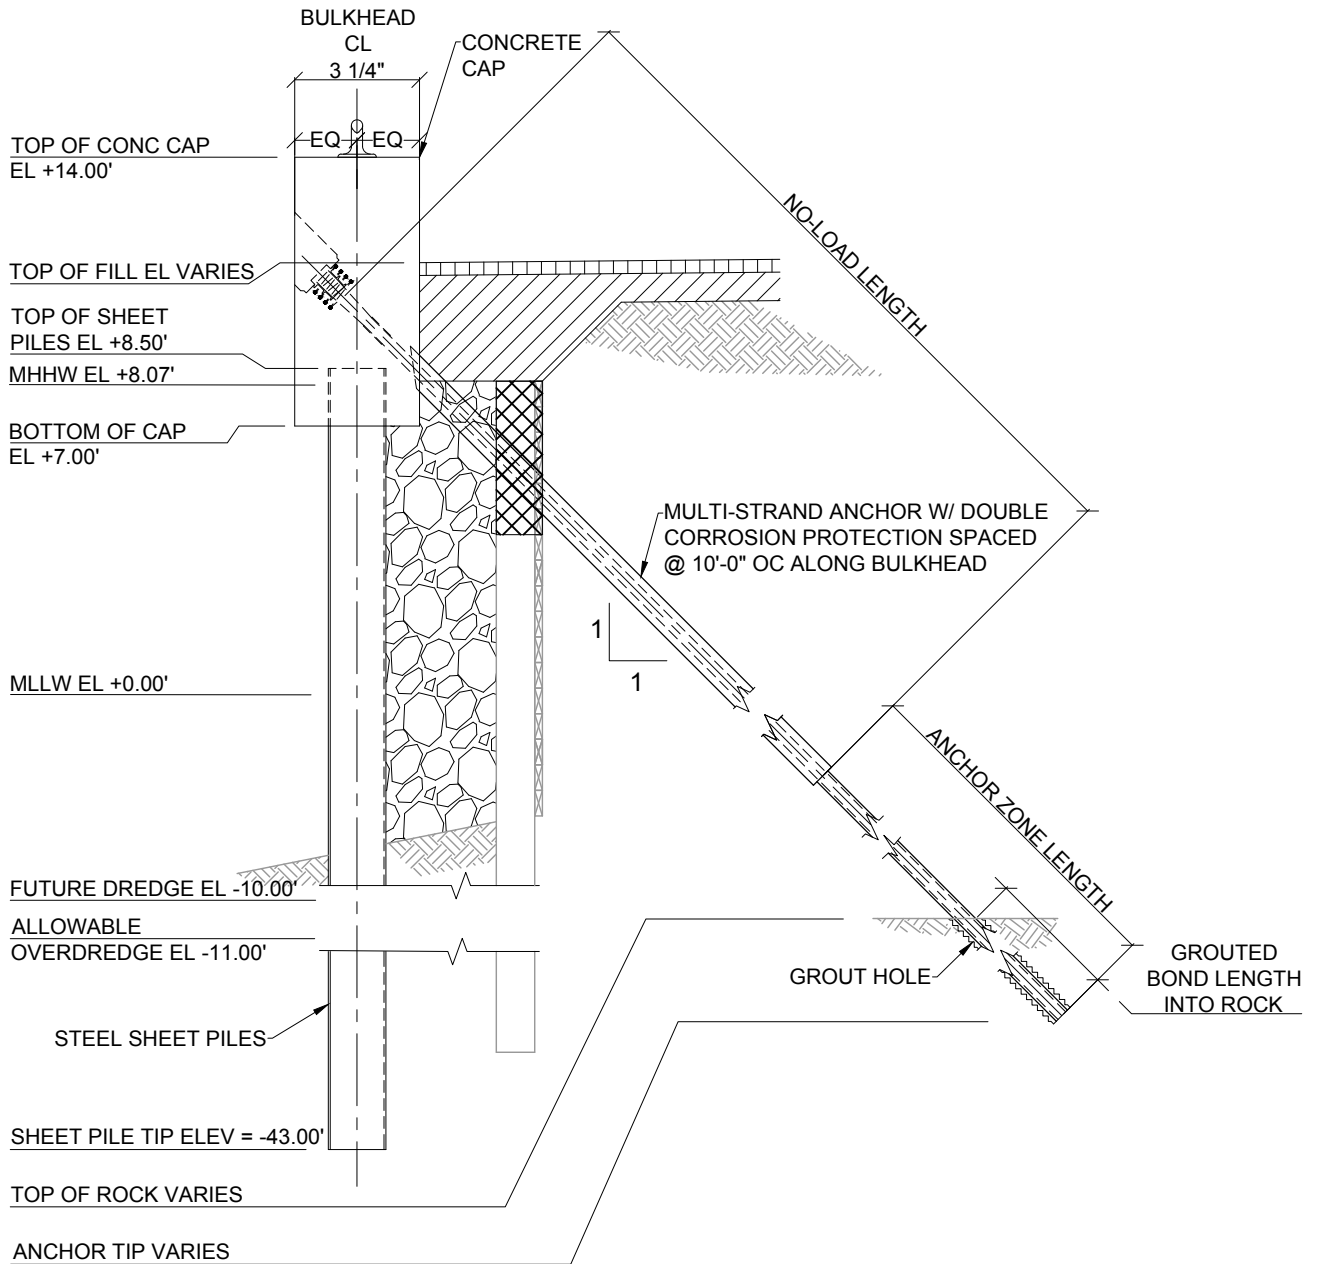 BULKHEAD
CL
3 1/4"
CONCRETE
CAP
EQ EQ
TOP OF CONC CAP
EL +14.00'
NO-LOAD LENGTH
TOP OF FILL EL VARIES
TOP OF SHEET
PILES EL +8.50'
MHHW EL +8.07'
BOTTOM OF CAP
EL +7.00'
MULTI-STRAND ANCHOR W/ DOUBLE
CORROSION PROTECTION SPACED
@ 10'-0" OC ALONG BULKHEAD
1
1
MLLW EL +0.00'
ANCHOR ZONE LENGTH
FUTURE DREDGE EL -10.00'
ALLOWABLE
OVERDREDGE EL -11.00'
GROUT HOLE
GROUTED
BOND LENGTH
INTO ROCK
STEEL SHEET PILES
SHEET PILE TIP ELEV = -43.00'
TOP OF ROCK VARIES
ANCHOR TIP VARIES